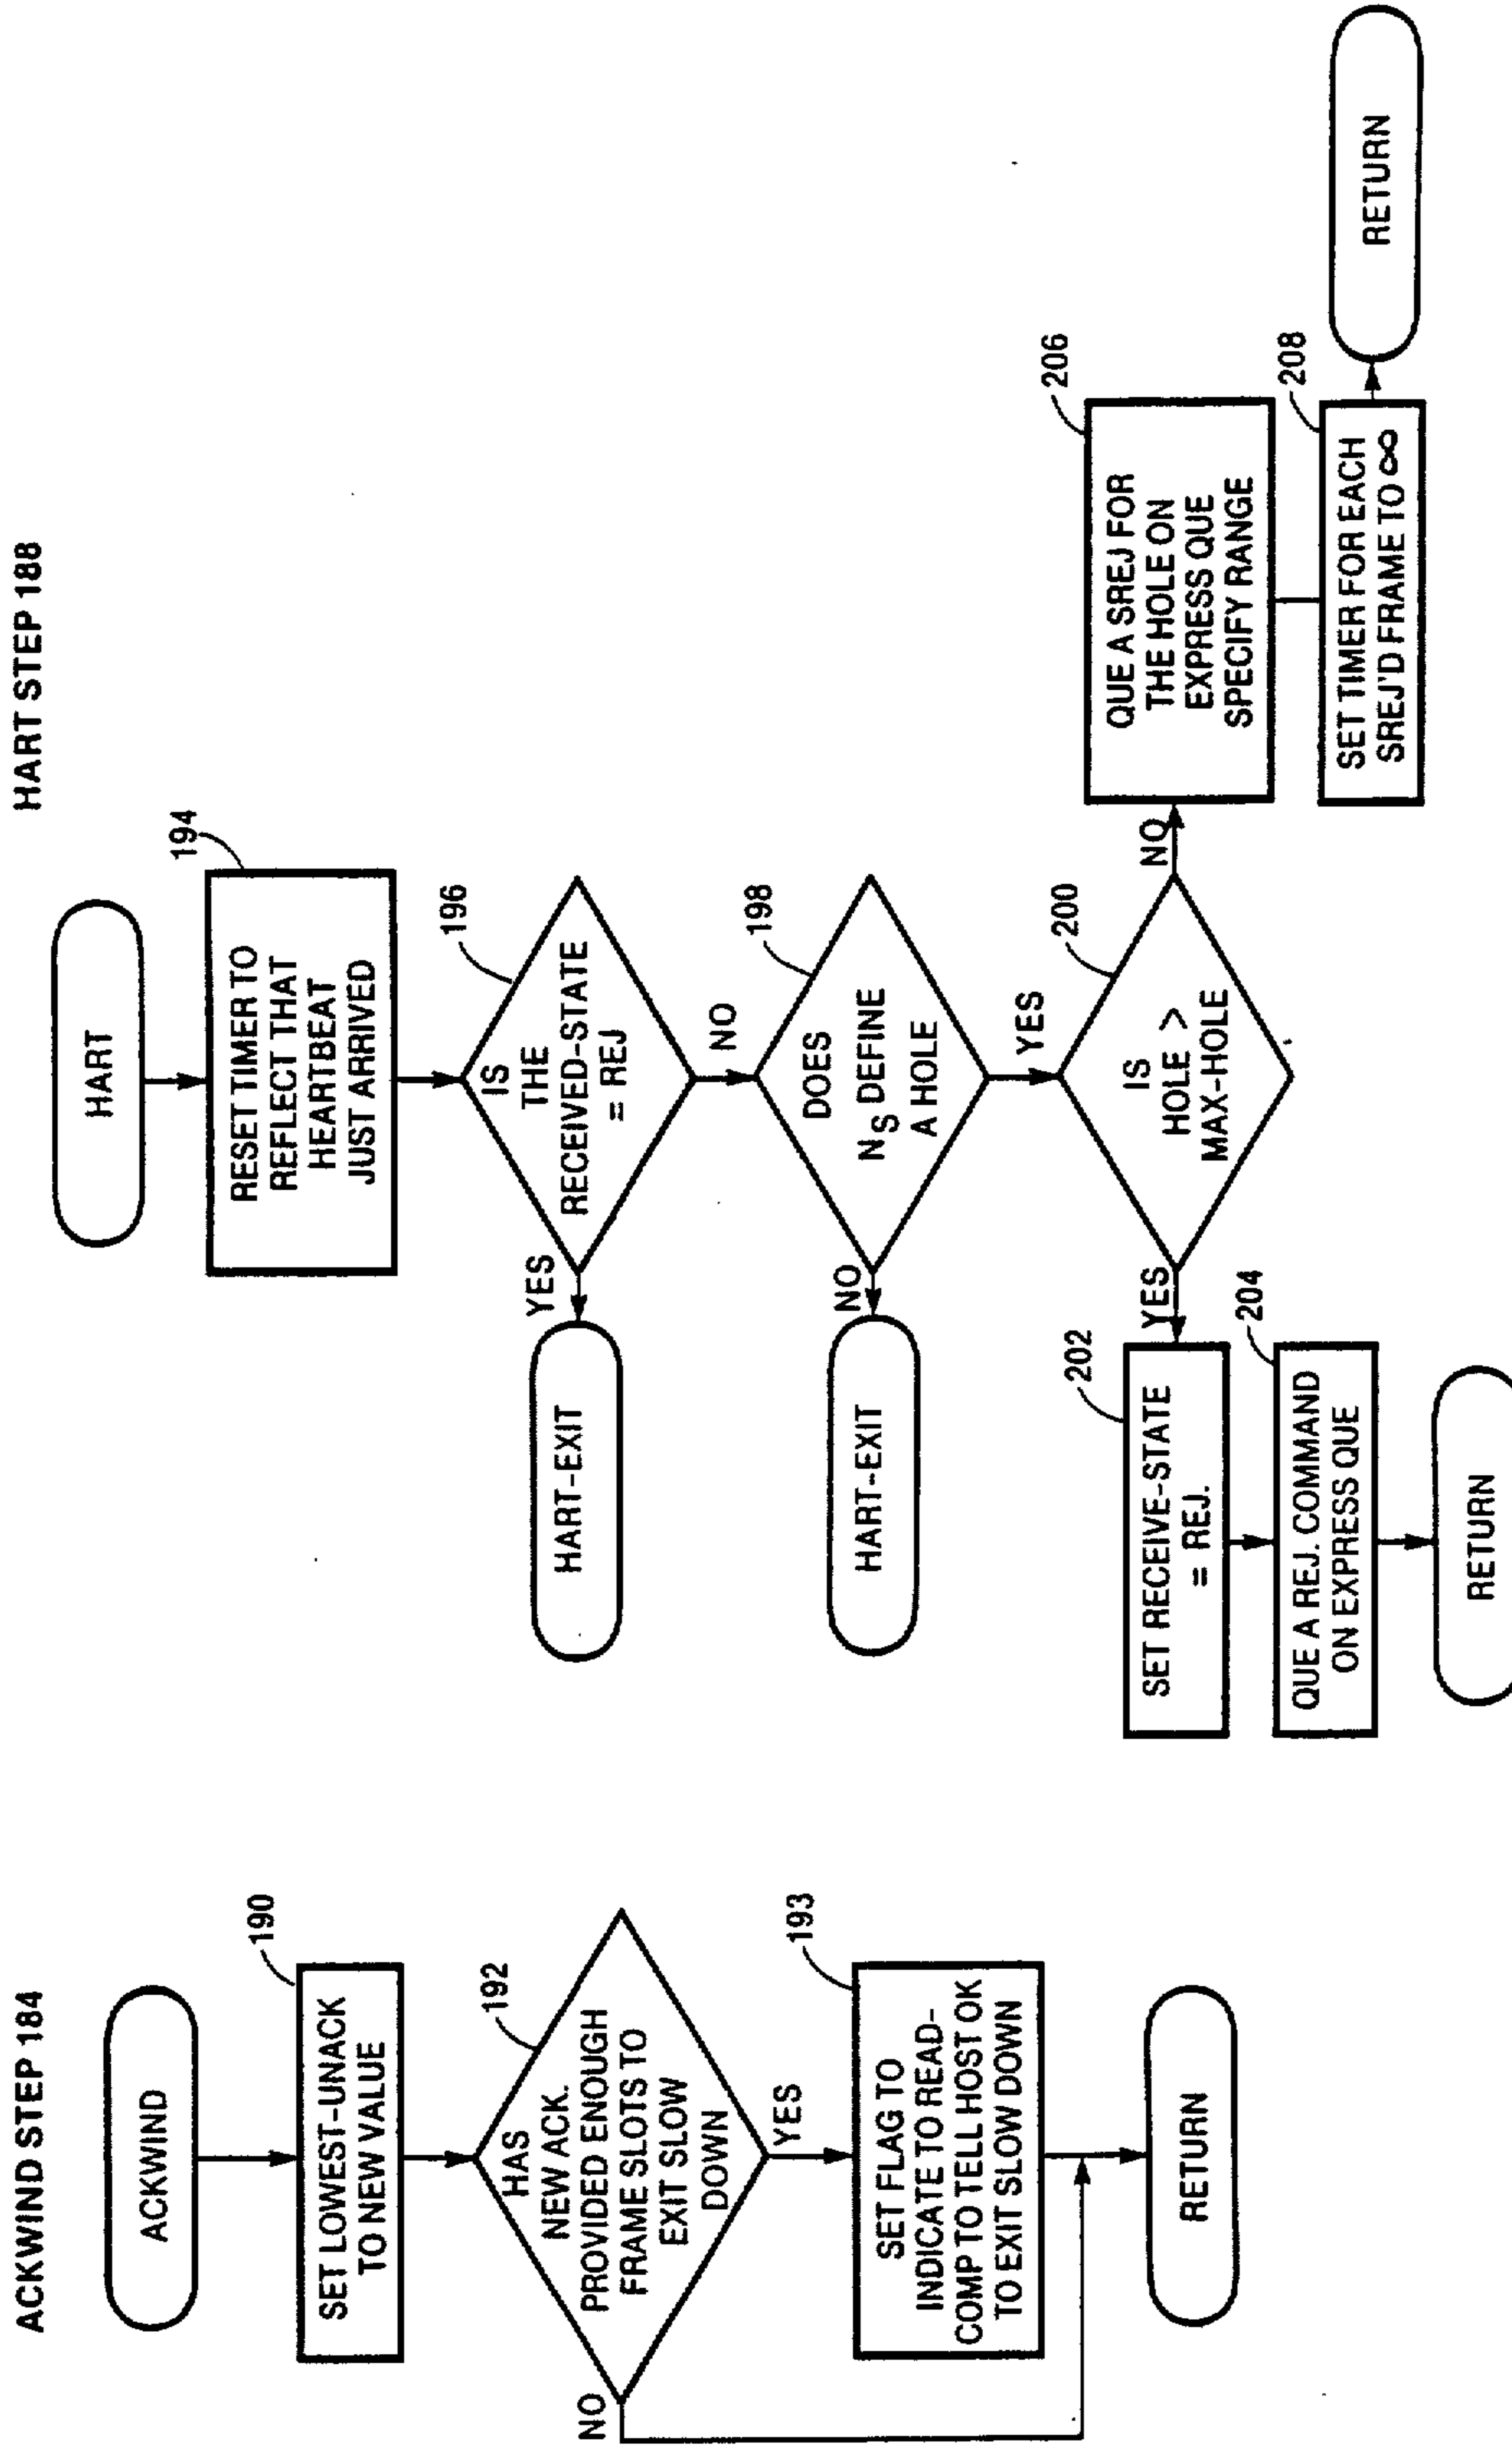 ACKWIND STEP 184
ACKWIND
190
SET LOWEST-UNACK
TO NEW VALUE
192
HAS
NEW ACK.
PROVIDED ENOUGH
FRAME SLOTS TO
EXIT SLOW
DOWN
NO
YES
193
SET FLAG TO
INDICATE TO READ-
COMP TO TELL HOST OK
TO EXIT SLOW DOWN
RETURN
HART STEP 188
HART
194
RESET TIMER TO
REFLECT THAT
HEARTBEAT
JUST ARRIVED
196
IS
THE
RECEIVED-STATE
= REJ
YES
HART-EXIT
NO
198
DOES
NS DEFINE
A HOLE
NO
HART-EXIT
YES
200
IS
HOLE >
MAX-HOLE
YES
202
SET RECEIVE-STATE
= REJ.
204
QUE A REJ. COMMAND
ON EXPRESS QUE
RETURN
NO
206
QUE A SREJ FOR
THE HOLE ON
EXPRESS QUE
SPECIFY RANGE
208
SET TIMER FOR EACH
SREJ'D FRAME TO ∞
RETURN